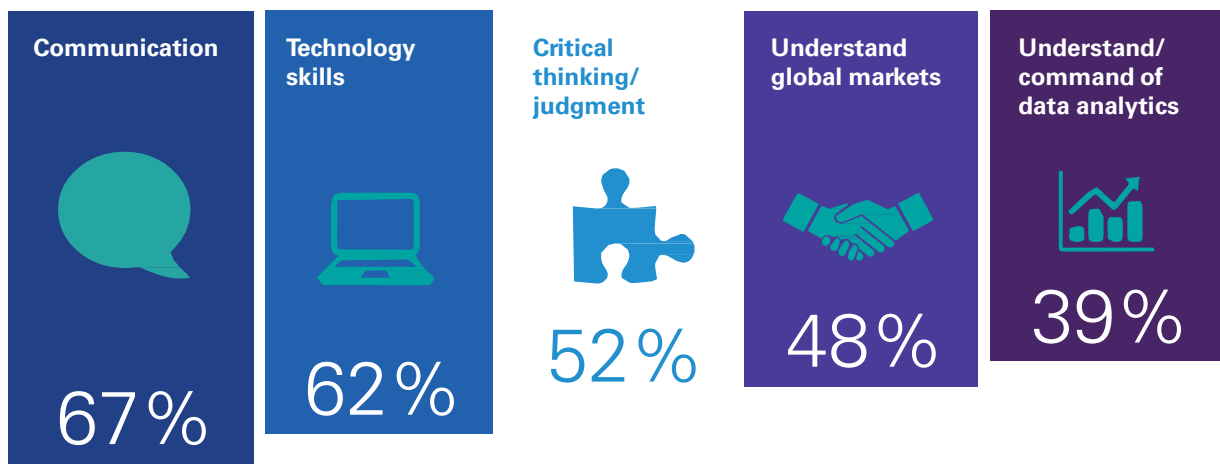 Communication
67%
Technology
skills
62%
Critical
thinking/
judgment
52%
Understand
global markets
48%
Understand/
command of
data analytics
39%